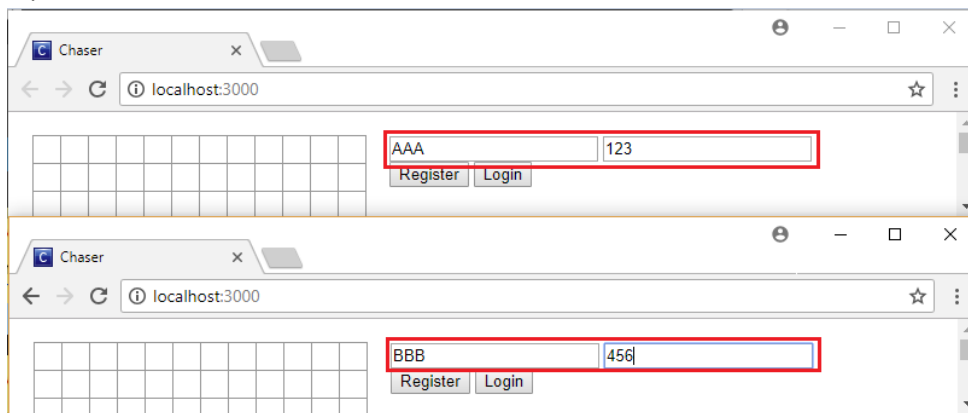 C Chaser
localhost:3000
AAA 123
Register Login
C Chaser
localhost:3000
BBB 456
Register Login